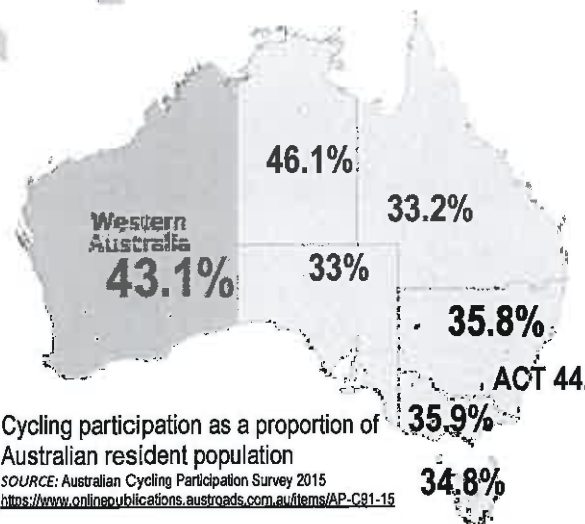 46.1%
33.2%
Western
Australia
43.1%
33%
35.8%
ACT 44.
35.9%
34.8%
Cycling participation as a proportion of
Australian resident population
SOURCE: Australian Cycling Participation Survey 2015
https://www.onlinepublications.austroads.com.au/items/AP-C91-15